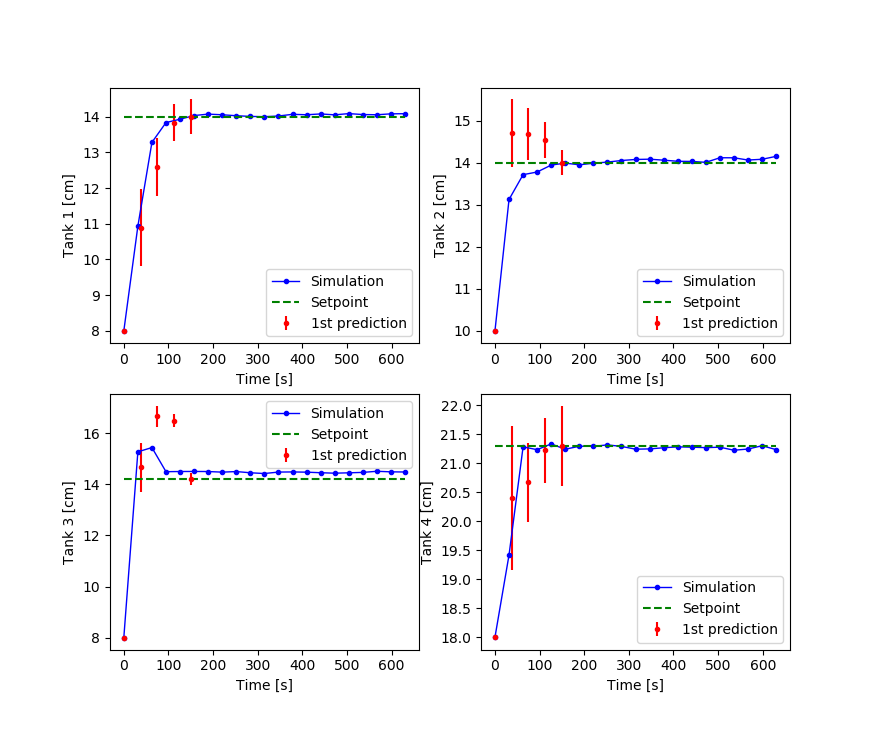 14
13
12
11
10
9
8
Tank 1 [cm]
Simulation
Setpoint
1st prediction
0 100 200 300 400 500 600
Time [s]
15
14
13
12
11
10
Tank 2 [cm]
Simulation
Setpoint
1st prediction
0 100 200 300 400 500 600
Time [s]
16
14
12
10
8
Tank 3 [cm]
Simulation
Setpoint
1st prediction
0 100 200 300 400 500 600
Time [s]
22.0
21.5
21.0
20.5
20.0
19.5
19.0
18.5
18.0
Tank 4 [cm]
Simulation
Setpoint
1st prediction
0 100 200 300 400 500 600
Time [s]